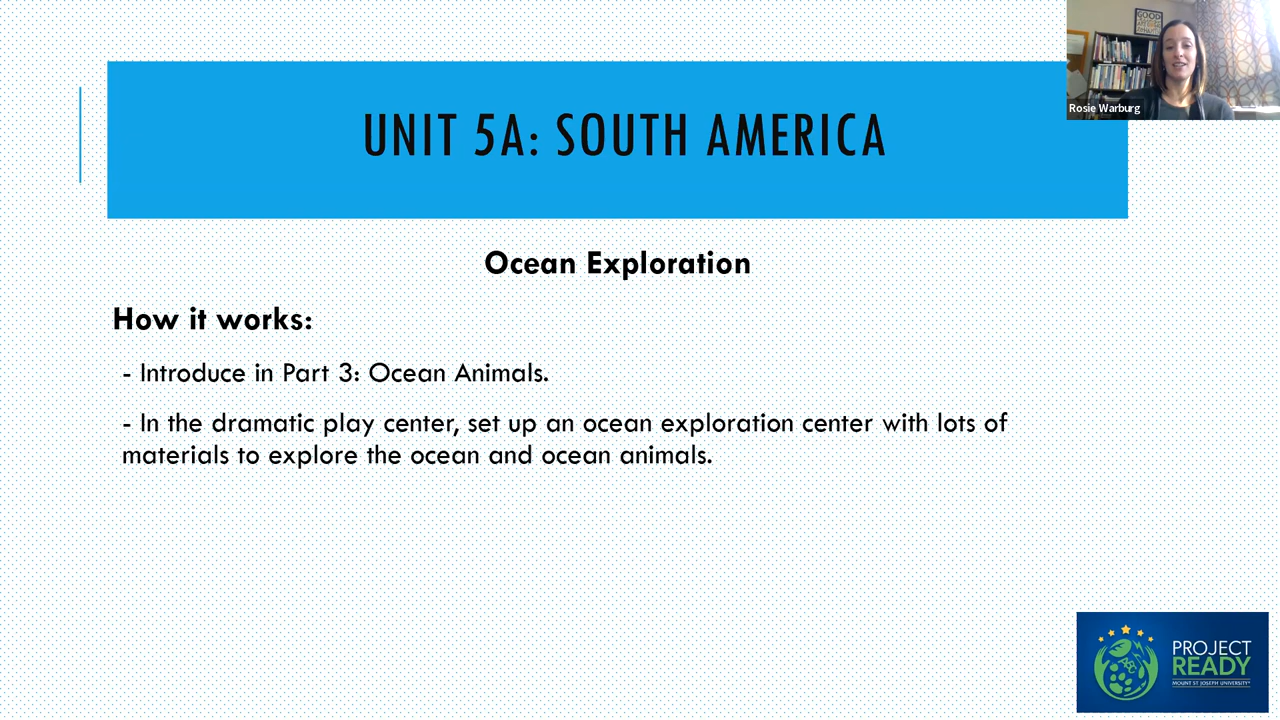 GOOD
Rosie Warburg
UNIT 5A: SOUTH AMERICA
Ocean Exploration
How it works:
- Introduce in Part 3: Ocean Animals.
- In the dramatic play center, set up an ocean exploration center with lots of
materials to explore the ocean and ocean animals.
PROJECT
READY
MOUNT ST. JOSEPH UNIVERSITY